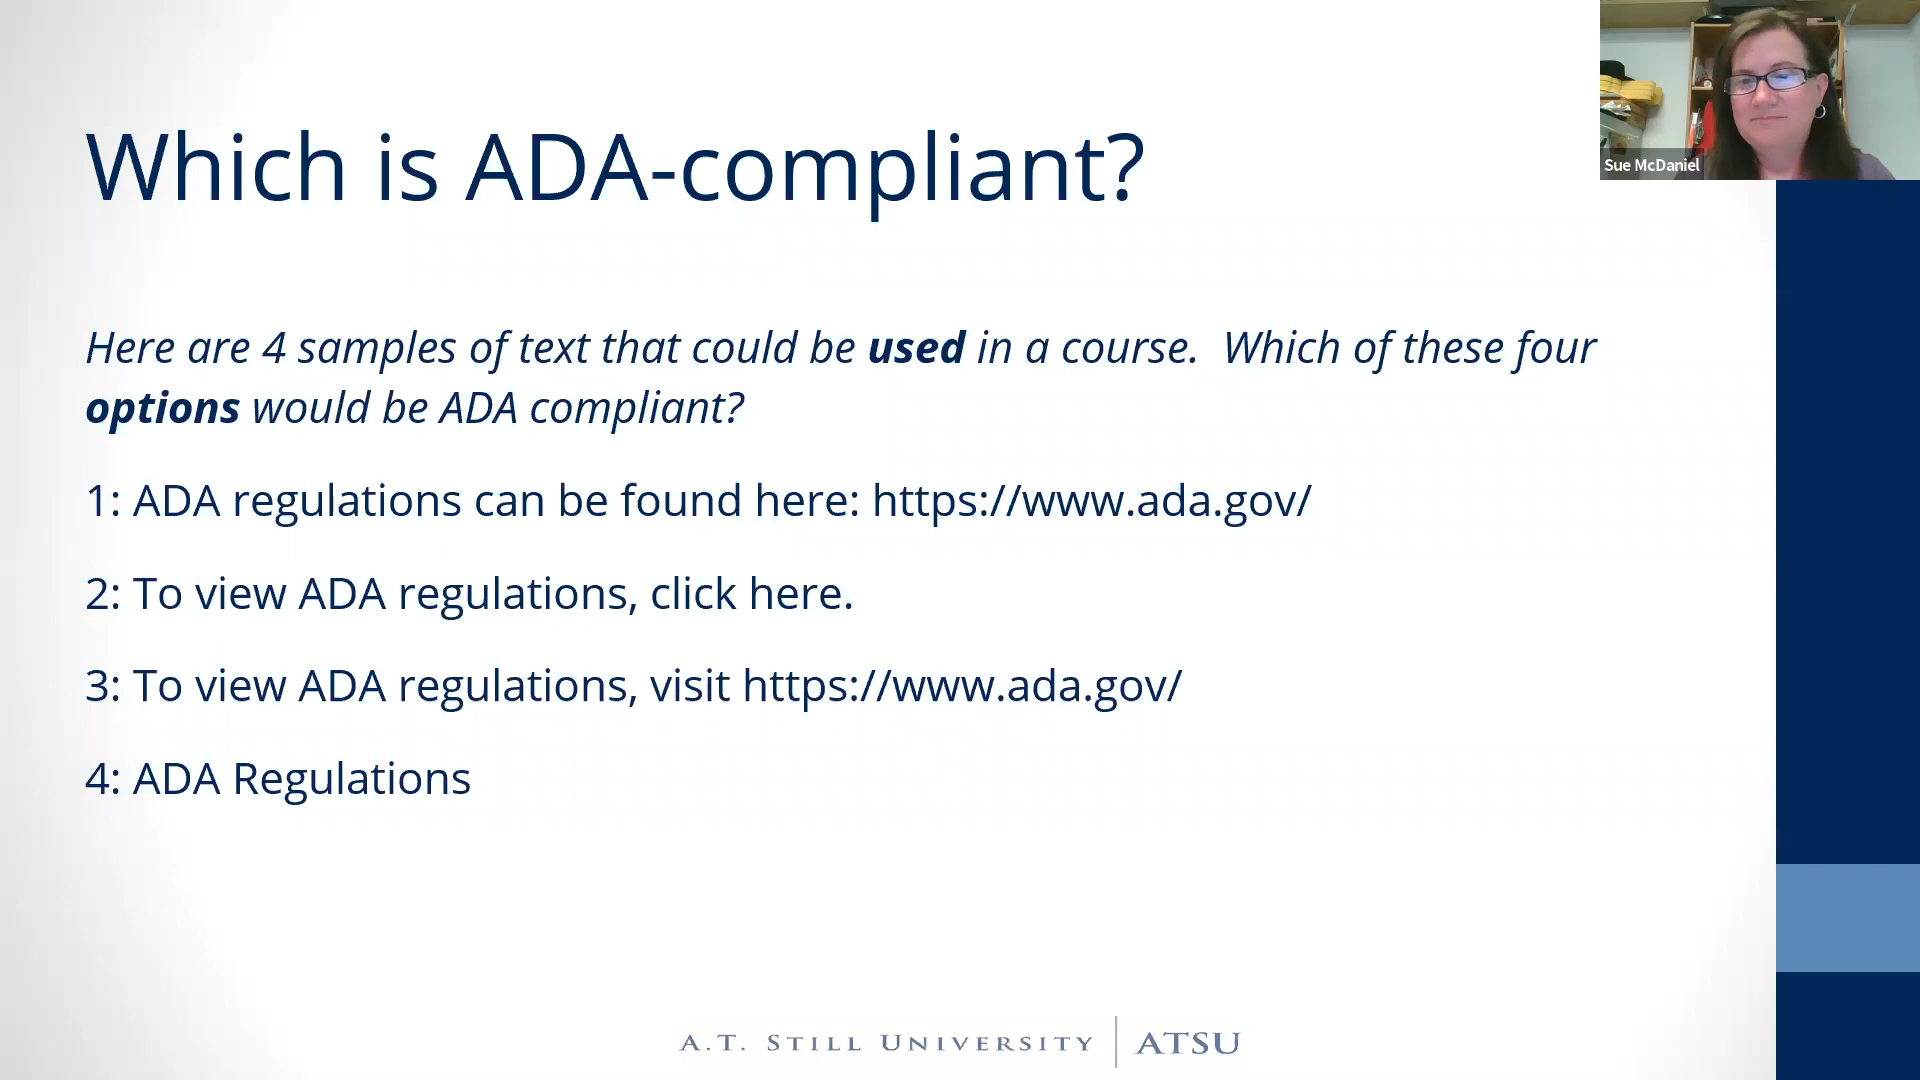 Which is ADA-compliant?
Sue McDaniel
Here are 4 samples of text that could be used in a course.  Which of these four
options would be ADA compliant?
1: ADA regulations can be found here: https://www.ada.gov/
2: To view ADA regulations, click here.
3: To view ADA regulations, visit https://www.ada.gov/
4: ADA Regulations
A.T. STILL UNIVERSITY | ATSU